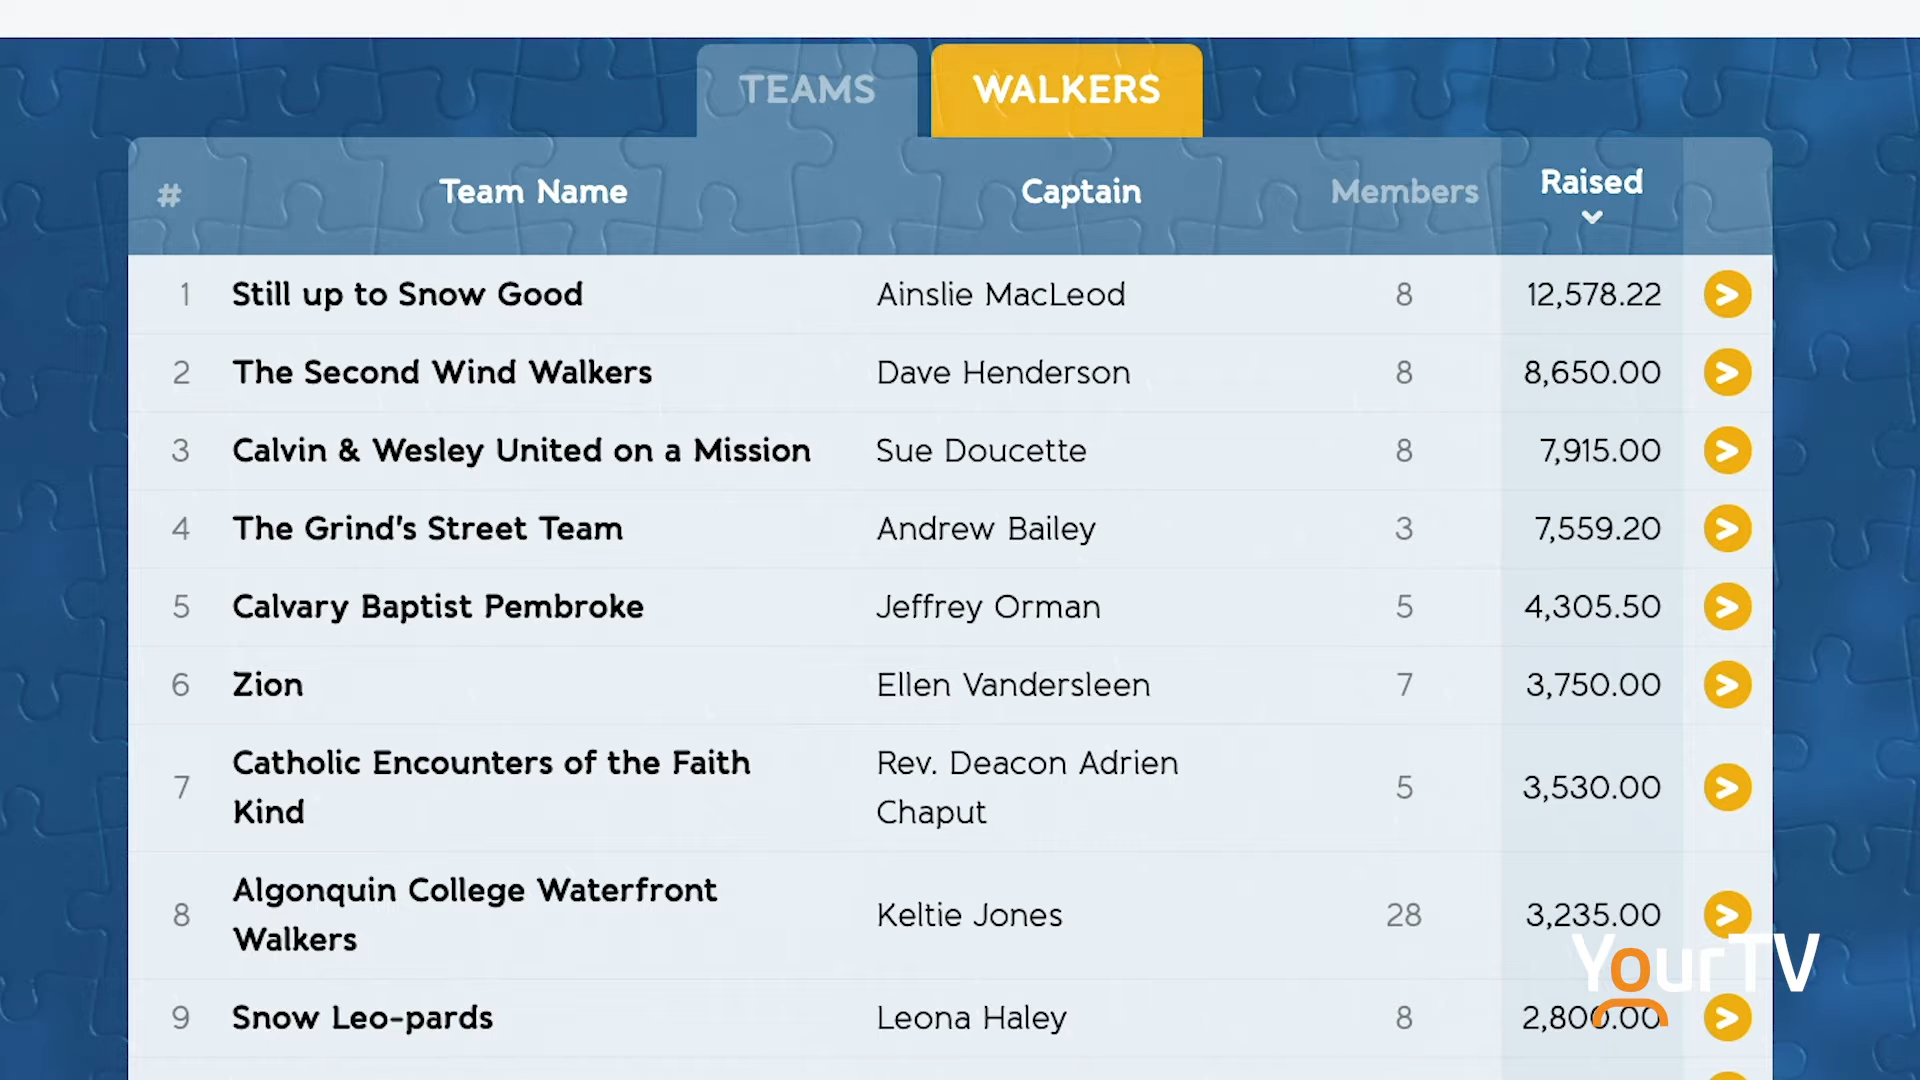 TEAMS WALKERS
# Team Name Captain Members Raised
1 Still up to Snow Good Ainslie MacLeod 8 12,578.22 >
2 The Second Wind Walkers Dave Henderson 8 8,650.00 >
3 Calvin & Wesley United on a Mission Sue Doucette 8 7,915.00 >
4 The Grind's Street Team Andrew Bailey 3 7,559.20 >
5 Calvary Baptist Pembroke Jeffrey Orman 5 4,305.50 >
6 Zion Ellen Vandersleen 7 3,750.00 >
7 Catholic Encounters of the Faith Rev. Deacon Adrien 5 3,530.00 >
Kind Chaput
8 Algonquin College Waterfront Keltie Jones 28 3,235.00 >
Walkers
YourTV
9 Snow Leo-pards Leona Haley 8 2,800.00 >